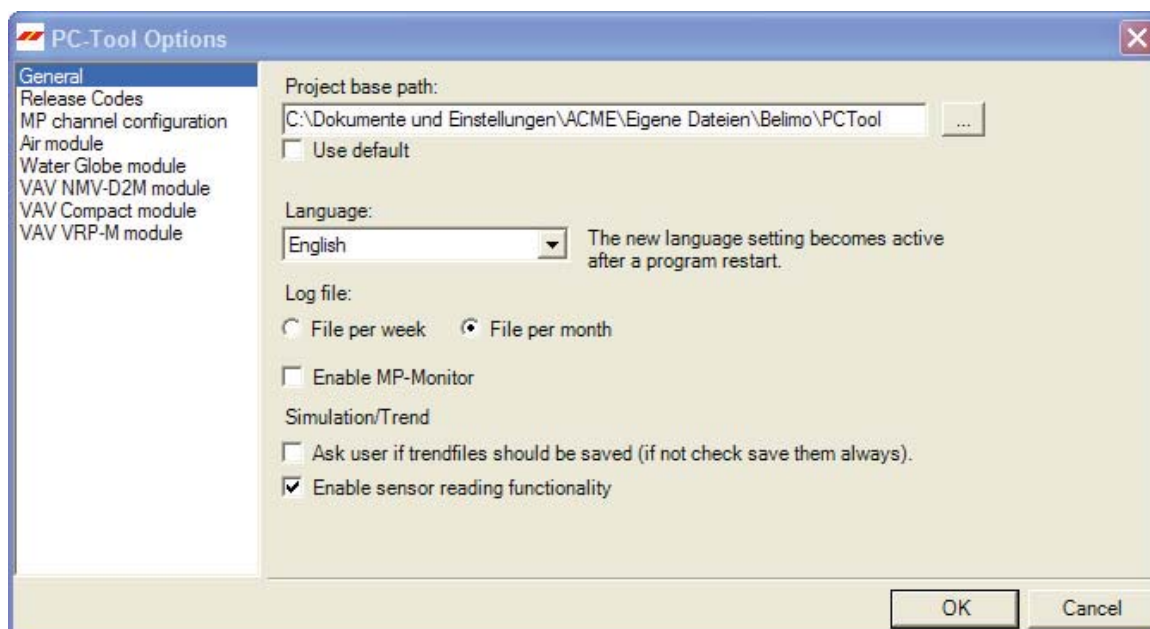 PC-Tool Options
General
Release Codes
MP channel configuration
Air module
Water Globe module
VAV NMV-D2M module
VAV Compact module
VAV VRP-M module
Project base path:
C:\Dokumente und Einstellungen\ACME\Eigene Dateien\Belimo\PCTool
...
Use default
Language:
English
The new language setting becomes active
after a program restart.
Log file:
File per week
File per month
Enable MP-Monitor
Simulation/Trend
Ask user if trendfiles should be saved (if not check save them always).
Enable sensor reading functionality
OK
Cancel